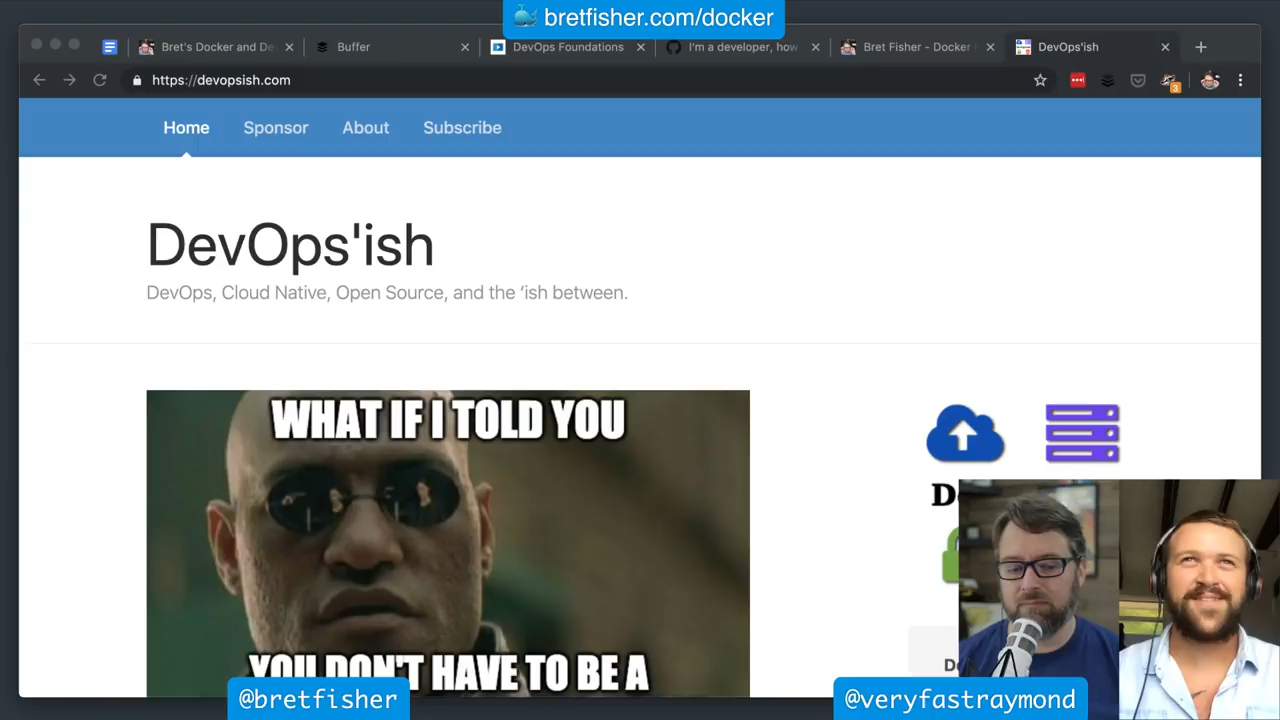 bretfisher.com/docker
Bret's Docker and De
Buffer
DevOps Foundations
I'm a developer, how
Bret Fisher - Docker
DevOps'ish
https://devopsish.com
3
Home
Sponsor
About
Subscribe
DevOps'ish
DevOps, Cloud Native, Open Source, and the ‘ish between.
WHAT IF I TOLD YOU
YOU DON'T HAVE TO BE A
@bretfisher
@veryfastraymond